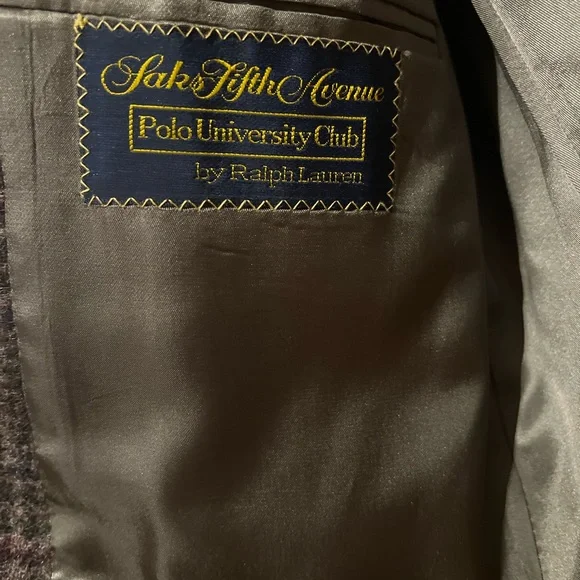 Saks Fifth Avenue
Polo University Club
by Ralph Lauren